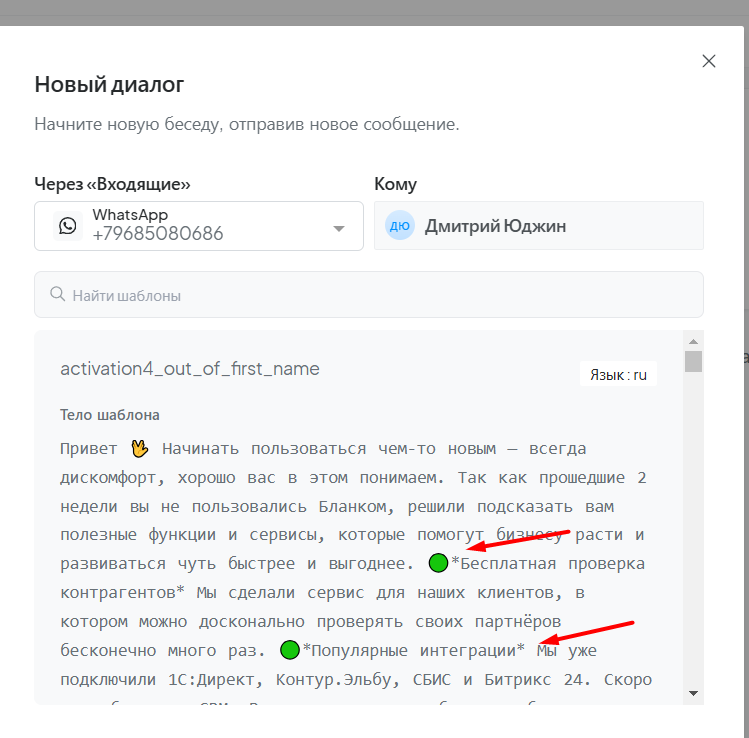 Новый диалог
Начните новую беседу, отправив новое сообщение.
Через «Входящие»
Кому
WhatsApp
+79685080686
ДЮ
Дмитрий Юджин
Найти шаблоны
activation4_out_of_first_name
Язык : ru
Тело шаблона
Привет 🖖 Начинать пользоваться чем-то новым — всегда
дискомфорт, хорошо вас в этом понимаем. Так как прошедшие 2
недели вы не пользовались Бланком, решили подсказать вам
полезные функции и сервисы, которые помогут бизнесу расти и
развиваться чуть быстрее и выгоднее. 🟢*Бесплатная проверка
контрагентов* Мы сделали сервис для наших клиентов, в
котором можно досконально проверять своих партнёров
бесконечно много раз. 🟢*Популярные интеграции* Мы уже
подключили 1С:Директ, Контур.Эльбу, СБИС и Битрикс 24. Скоро